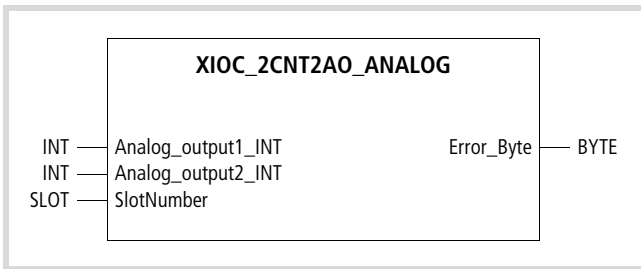 XIOC_2CNT2AO_ANALOG
INT Analog_output1_INT Error_Byte BYTE
INT Analog_output2_INT
SLOT SlotNumber